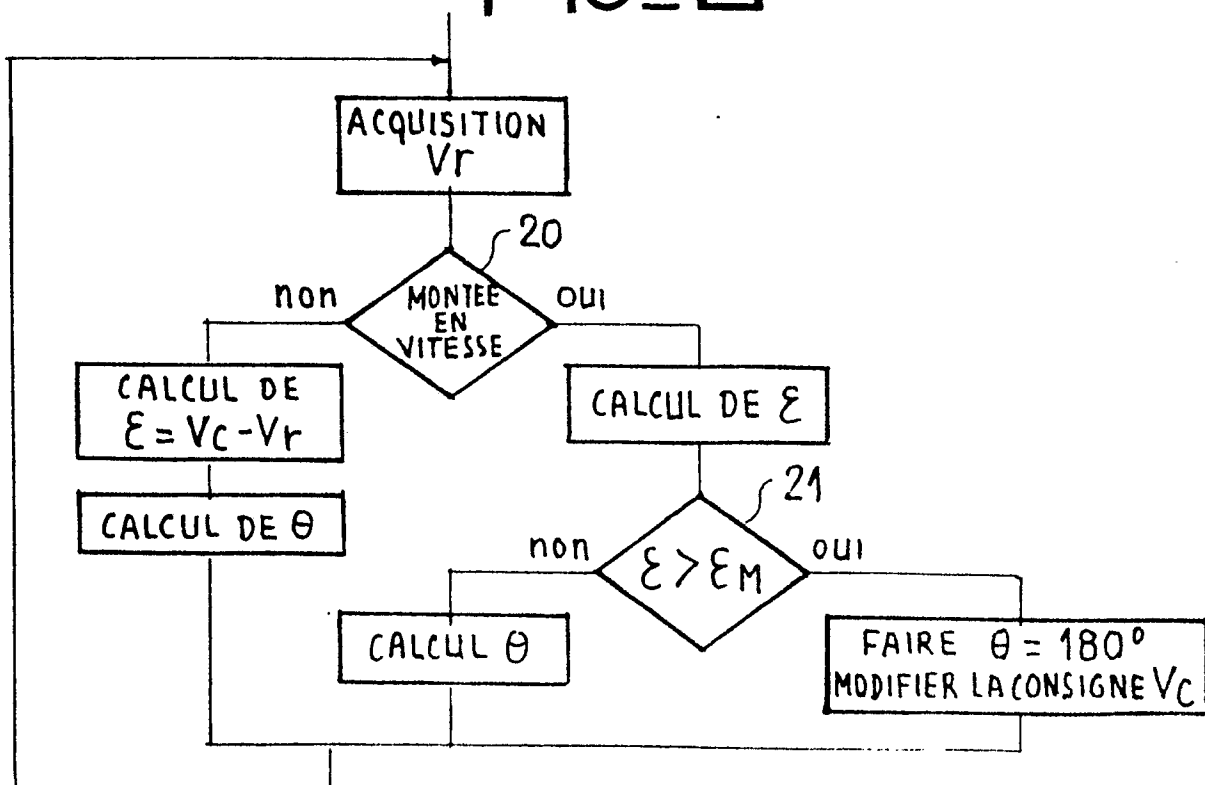 ACQUISITION
Vr
20
non
MONTEE
EN
VITESSE
oui
CALCUL DE
Ɛ = Vc - Vr
CALCUL DE Ɛ
CALCUL DE θ
21
non
Ɛ > ƐM
oui
CALCUL θ
FAIRE θ = 180°
MODIFIER LA CONSIGNE Vc